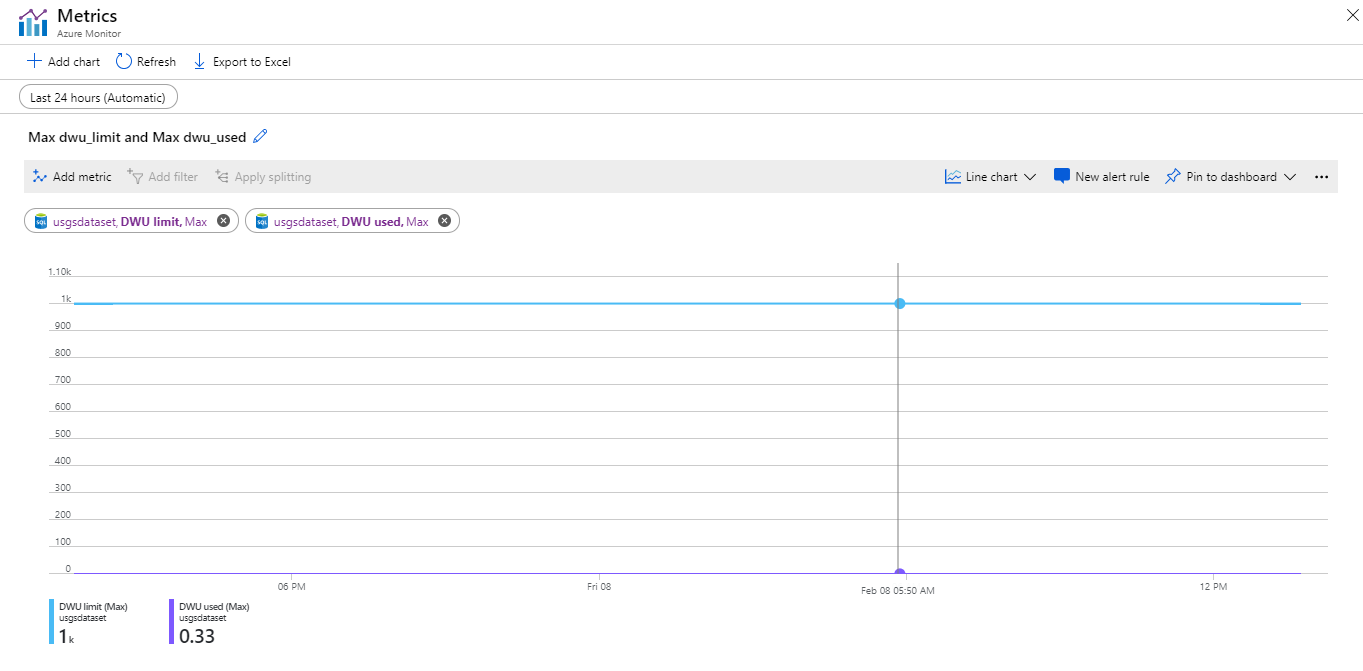 Metrics
Azure Monitor
Add chart Refresh Export to Excel
Last 24 hours (Automatic)
Max dwu_limit and Max dwu_used
Add metric Add filter Apply splitting Line chart New alert rule Pin to dashboard
SQL usgsdataset, DWU limit, Max SQL usgsdataset, DWU used, Max
1.10k
1k
900
800
700
600
500
400
300
200
100
0
06 PM Fri 08 Feb 08 05:50 AM 12 PM
DWU limit (Max) DWU used (Max)
usgsdataset usgsdataset
1k 0.33